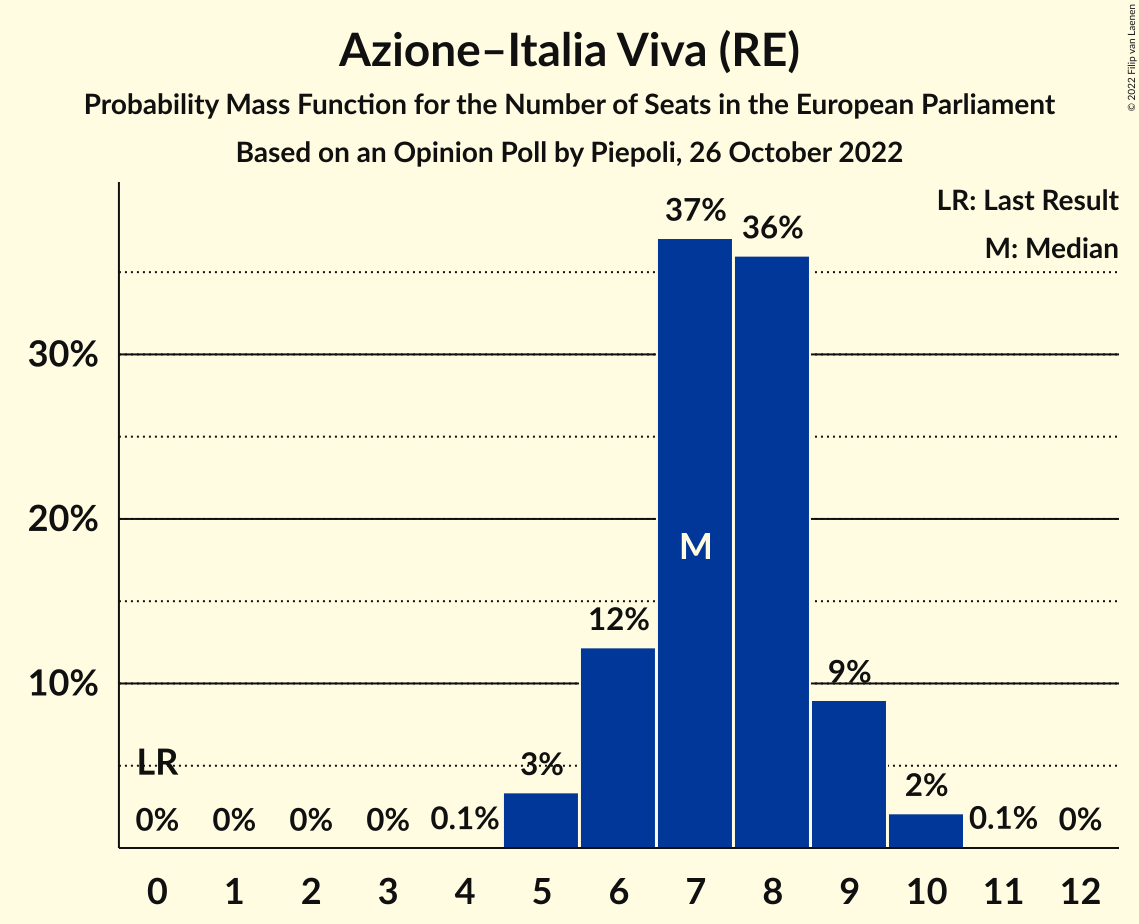 Azione–Italia Viva (RE)
Probability Mass Function for the Number of Seats in the European Parliament
Based on an Opinion Poll by Piepoli, 26 October 2022
© 2022 Filip van Laenen
LR: Last Result
M: Median
37%
36%
30%
20%
M
12%
10%
9%
LR
3%
2%
0%
0%
0%
0%
0.1%
0.1%
0%
0 1 2 3 4 5 6 7 8 9 10 11 12